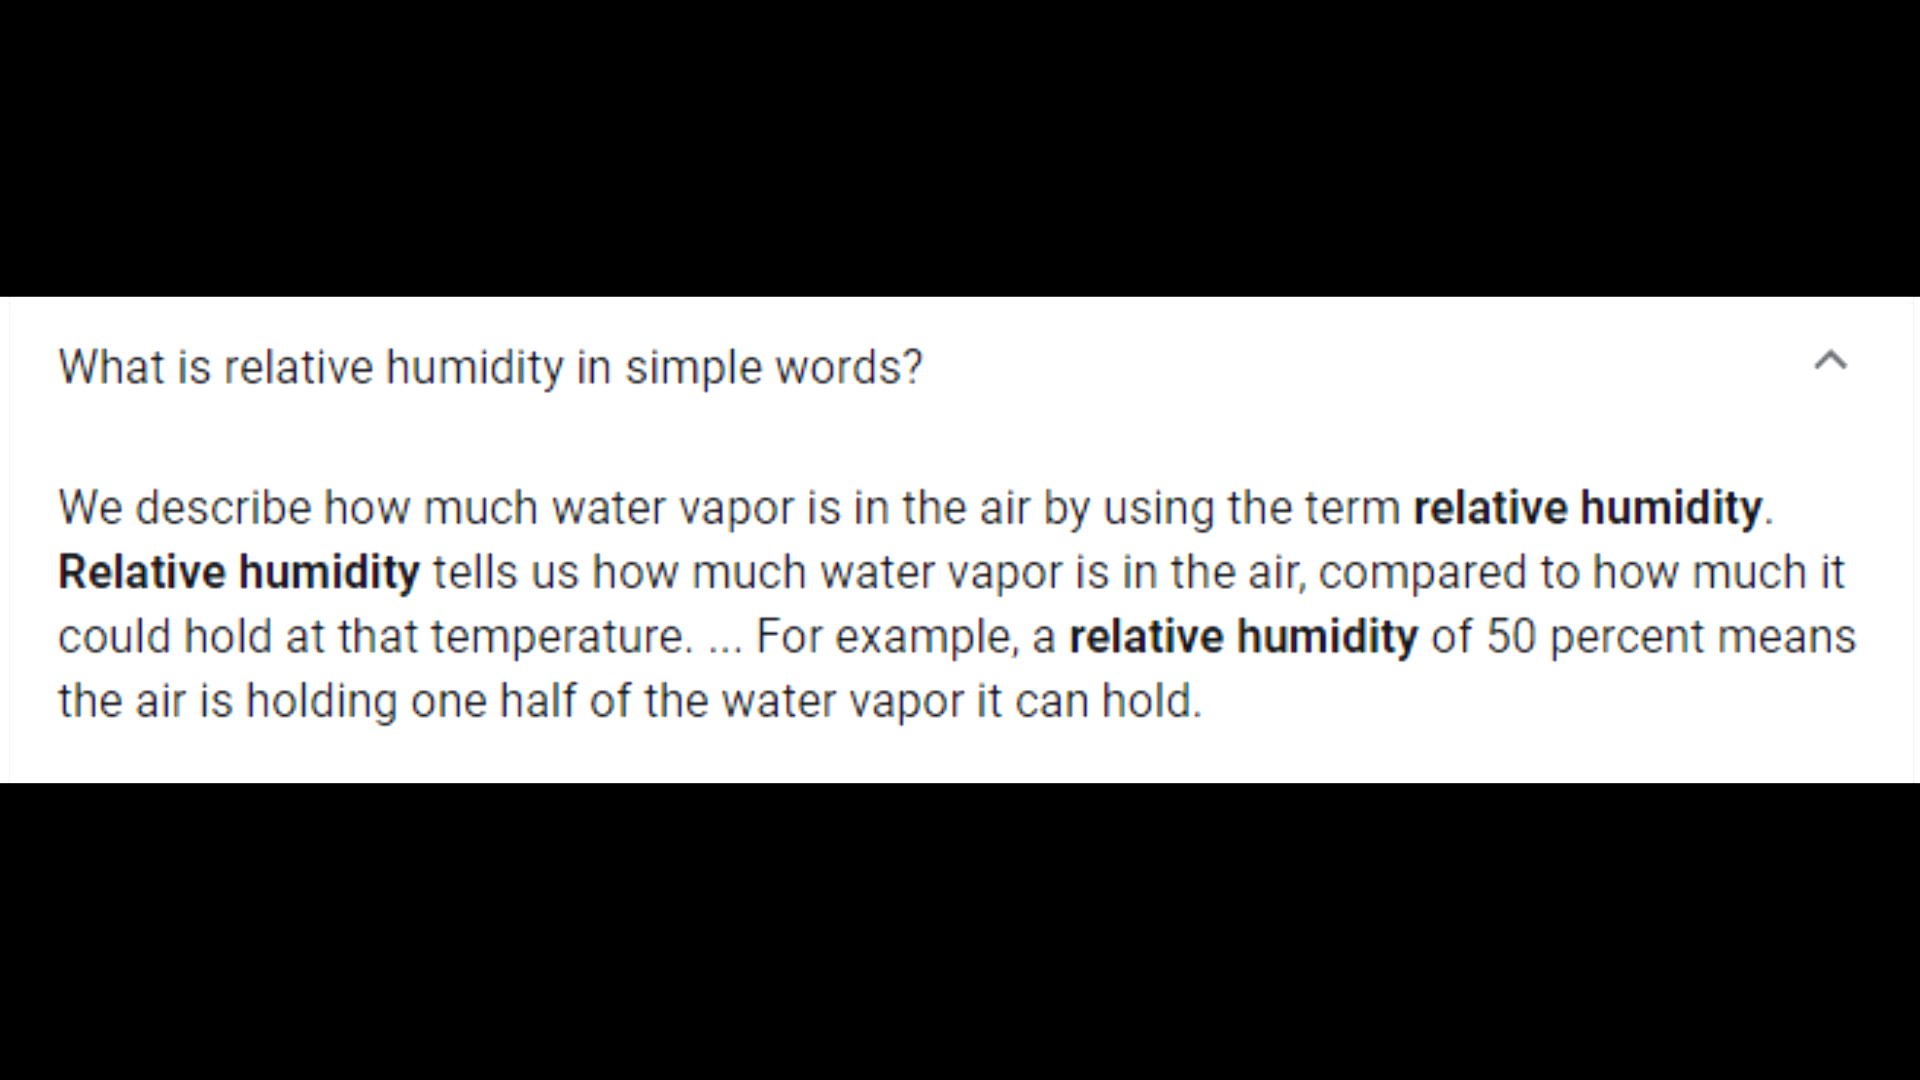 What is relative humidity in simple words?
We describe how much water vapor is in the air by using the term relative humidity.
Relative humidity tells us how much water vapor is in the air, compared to how much it
could hold at that temperature. ... For example, a relative humidity of 50 percent means
the air is holding one half of the water vapor it can hold.